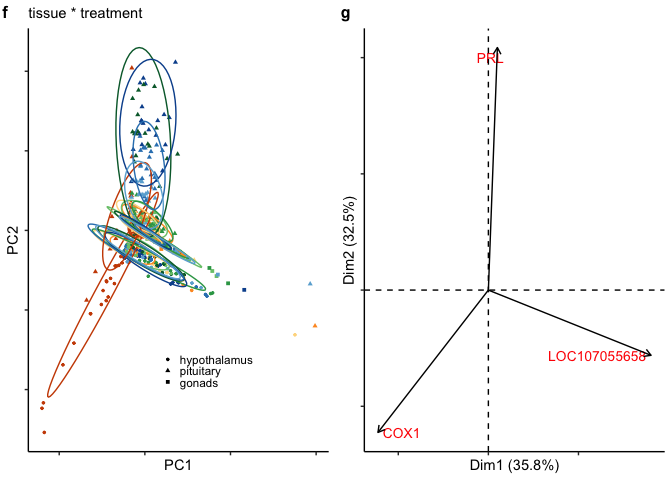 f tissue * treatment
PC2
hypothalamus
pituitary
gonads
PC1
g
PRL
Dim2 (32.5%)
LOC107055658
COX1
Dim1 (35.8%)